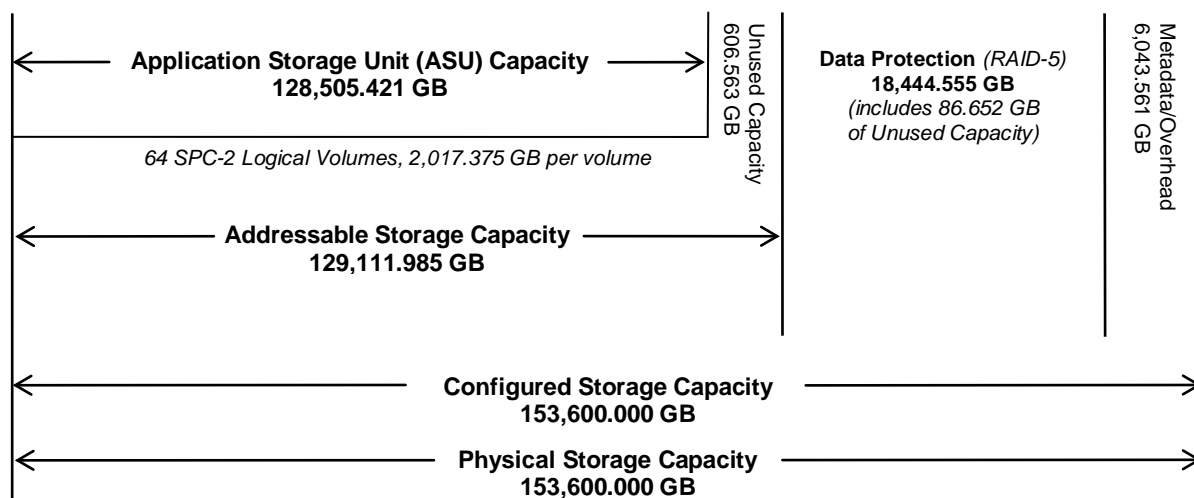 Application Storage Unit (ASU) Capacity
128,505.421 GB
64 SPC-2 Logical Volumes, 2,017.375 GB per volume
Unused Capacity
606.563 GB
Data Protection (RAID-5)
18,444.555 GB
(includes 86.652 GB
of Unused Capacity)
Metadata/Overhead
6,043.561 GB
Addressable Storage Capacity
129,111.985 GB
Configured Storage Capacity
153,600.000 GB
Physical Storage Capacity
153,600.000 GB